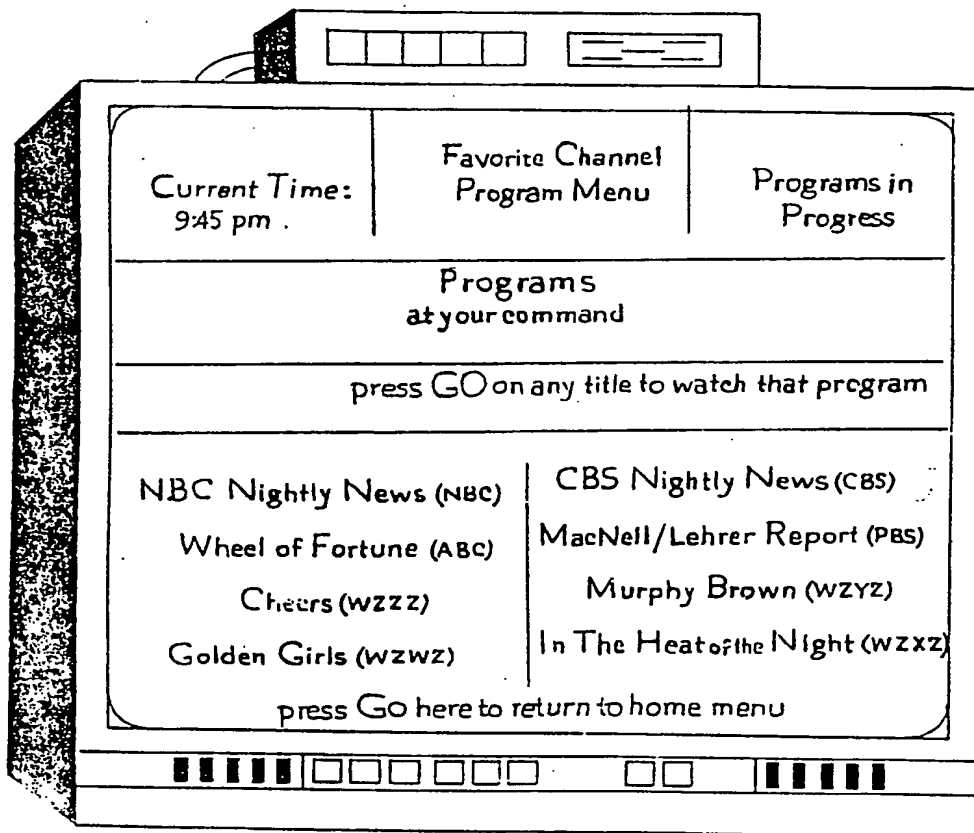 Current Time:
9:45 pm .
Favorite Channel
Program Menu
Programs in
Progress
Programs
at your command
press GO on any title to watch that program
NBC Nightly News (NBC)
Wheel of Fortune (ABC)
Cheers (WZZZ)
Golden Girls (WZWZ)
CBS Nightly News (CBS)
MacNell/Lehrer Report (PBS)
Murphy Brown (WZYZ)
In The Heat of the Night (WZXZ)
press Go here to return to home menu